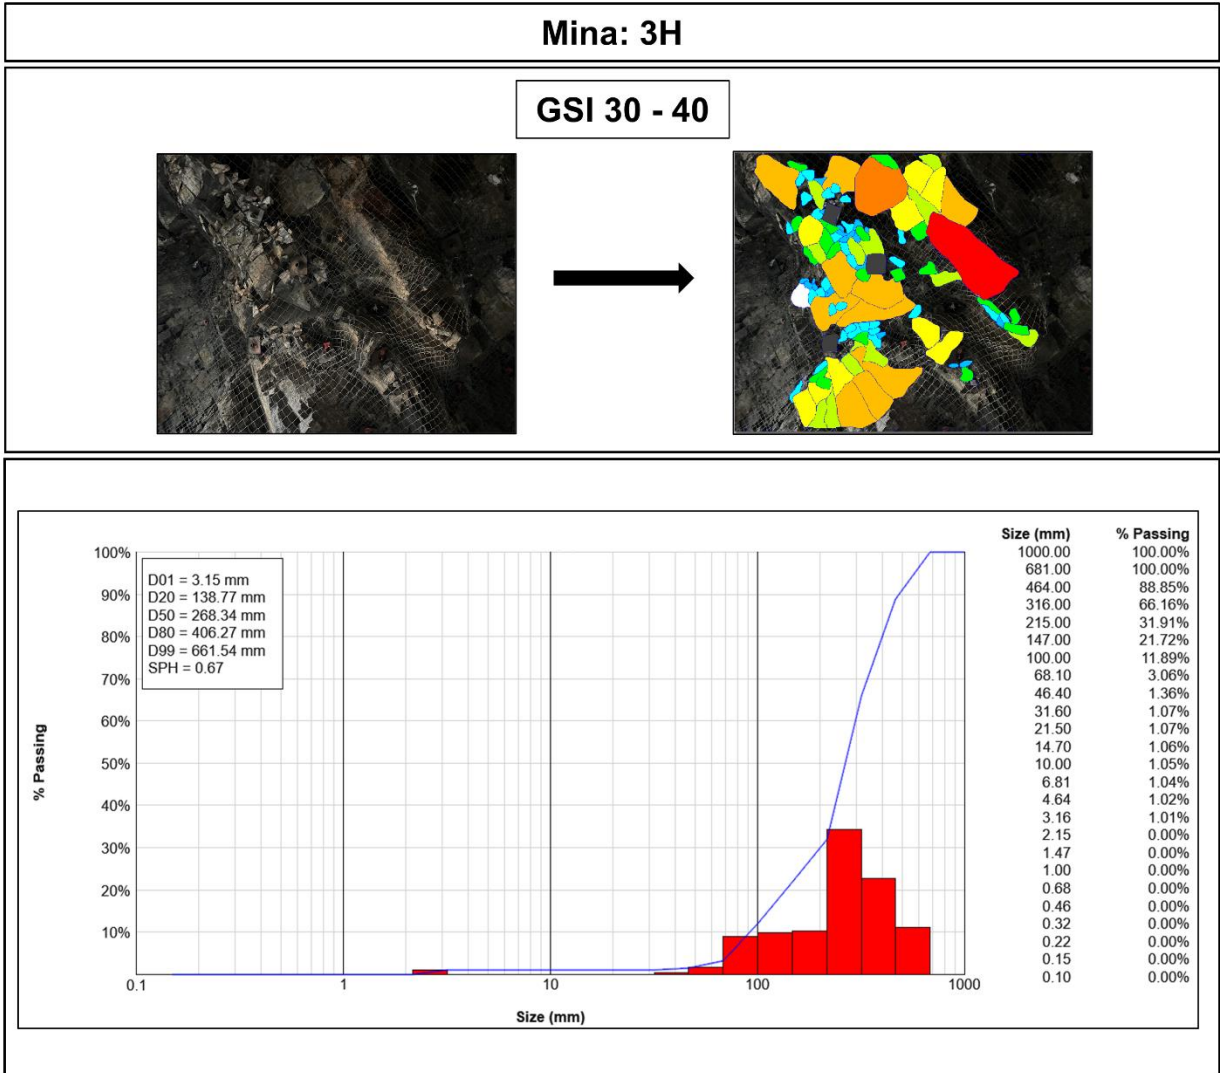 Mina: 3H
GSI 30 - 40
D01 = 3.15 mm
D20 = 138.77 mm
D50 = 268.34 mm
D80 = 406.27 mm
D99 = 661.54 mm
SPH = 0.67
% Passing
100%
90%
80%
70%
60%
50%
40%
30%
20%
10%
0.1 1 10 100 1000
Size (mm)
Size (mm) % Passing
1000.00 100.00%
681.00 100.00%
464.00 88.85%
316.00 66.16%
215.00 31.91%
147.00 21.72%
100.00 11.89%
68.10 3.06%
46.40 1.36%
31.60 1.07%
21.50 1.07%
14.70 1.06%
10.00 1.05%
6.81 1.04%
4.64 1.02%
3.16 1.01%
2.15 0.00%
1.47 0.00%
1.00 0.00%
0.68 0.00%
0.46 0.00%
0.32 0.00%
0.22 0.00%
0.15 0.00%
0.10 0.00%